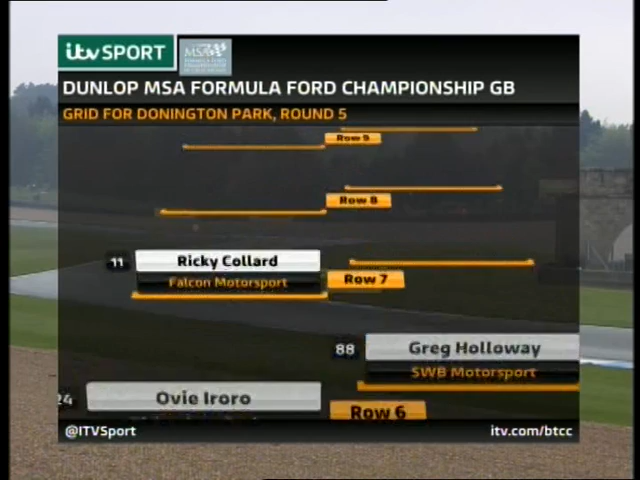 itv SPORT
MSA
DUNLOP MSA FORMULA FORD CHAMPIONSHIP GB
GRID FOR DONINGTON PARK, ROUND 5
Row 9
Row 8
11 Ricky Collard
Falcon Motorsport
Row 7
88 Greg Holloway
SWB Motorsport
24 Ovie Iroro
Row 6
@ITVSport
itv.com/btcc